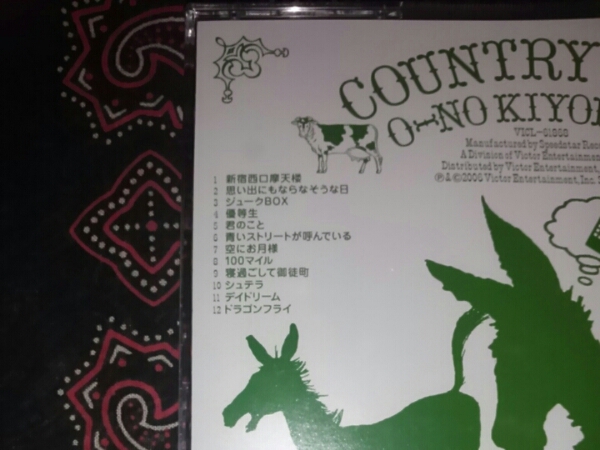 COUNTRY
O-NO KIYO
VICL-61868
Manufactured by Speedstar Rec
A Division of Victor Entertainment
Distributed by Victor Entertainment,
℗&©2006 Victor Entertainment, Inc.
1 新宿西口摩天楼
2 思い出にもならなそうな日
3 ジュークBOX
4 優等生
5 君のこと
6 青いストリートが呼んでいる
7 空にお月様
8 100マイル
9 寝過ごして御徒町
10 シュテラ
11 デイドリーム
12 ドラゴンフライ